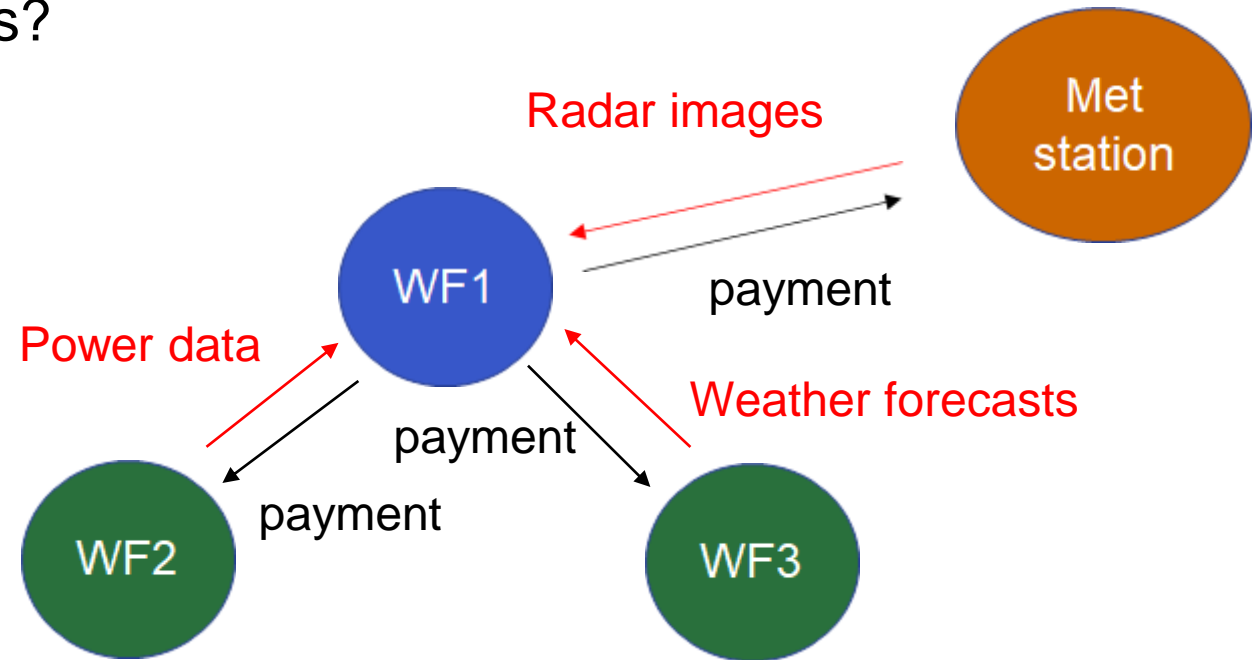 s?
Met
station
Radar images
WF1
payment
Power data
Weather forecasts
payment
payment
WF2
WF3